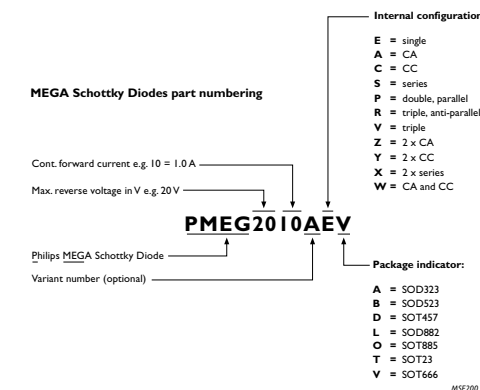 Internal configuration
E = single
A = CA
C = CC
S = series
P = double, parallel
R = triple, anti-parallel
V = triple
Z = 2 x CA
Y = 2 x CC
X = 2 x series
W = CA and CC
MEGA Schottky Diodes part numbering
Cont. forward current e.g. 10 = 1.0 A
Max. reverse voltage in V e.g. 20 V
PMEG2010AEV
Philips MEGA Schottky Diode
Variant number (optional)
Package indicator:
A = SOD323
B = SOD523
D = SOT457
L = SOD882
O = SOT885
T = SOT23
V = SOT666
MSE200